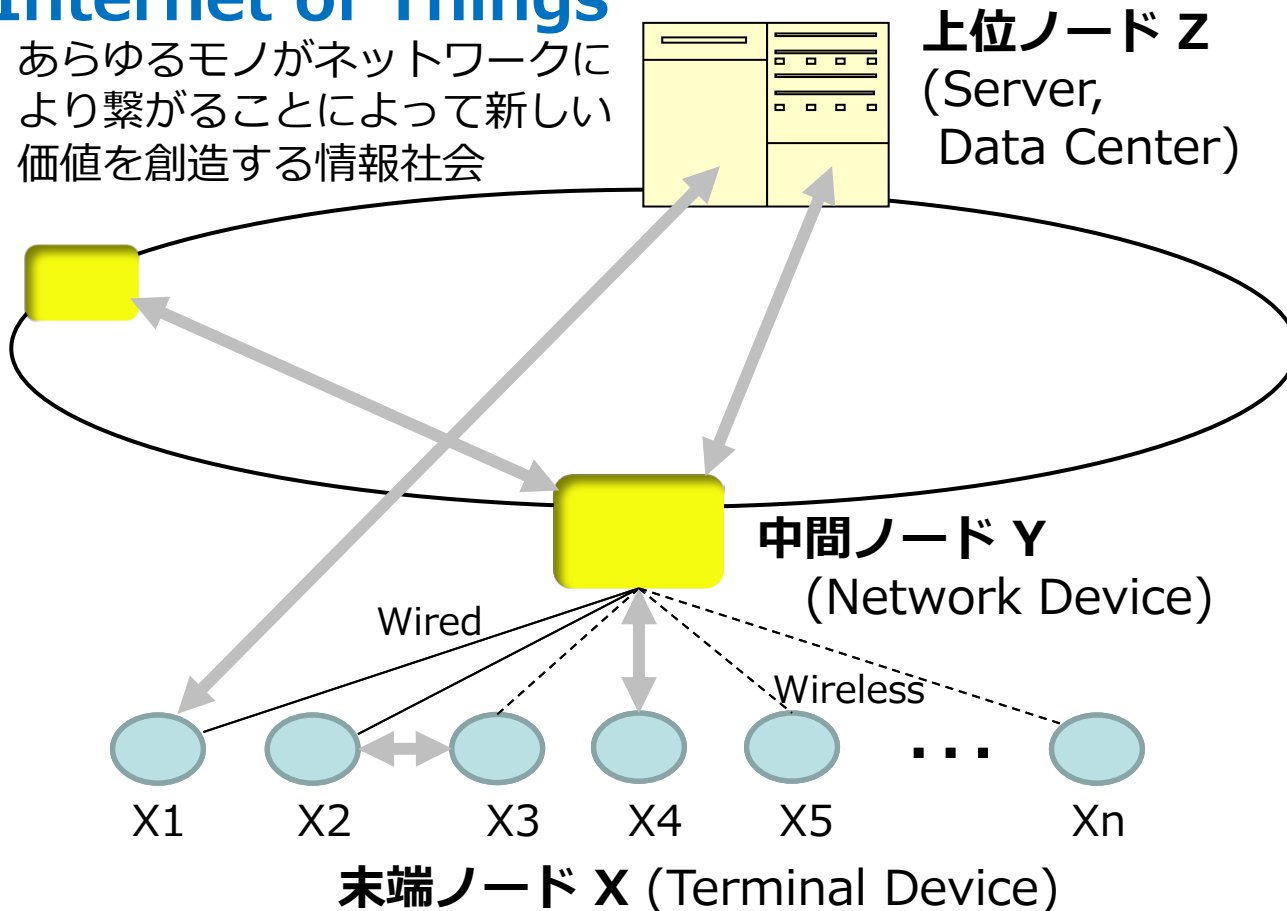 Internet of Things
あらゆるモノがネットワークに
より繋がることによって新しい
価値を創造する情報社会
上位ノード Z
(Server,
Data Center)
中間ノード Y
(Network Device)
Wired
Wireless
X1 X2 X3 X4 X5 ... Xn
末端ノード X (Terminal Device)